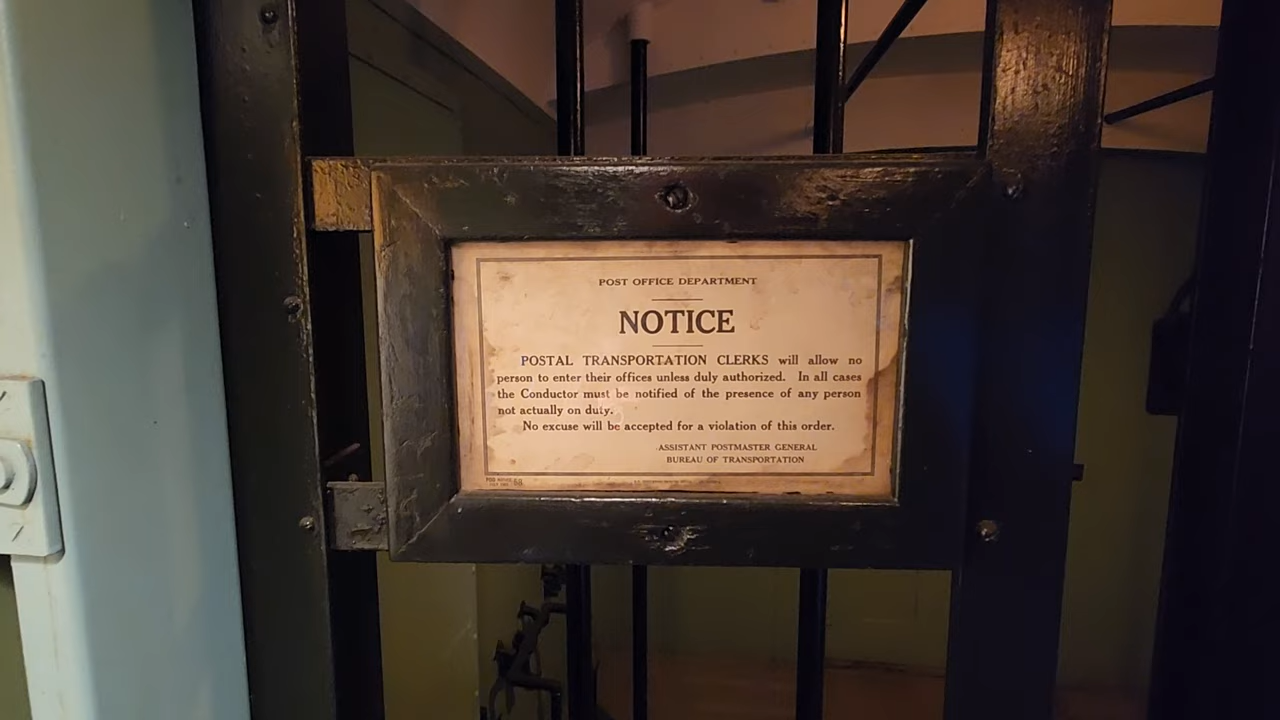 POST OFFICE DEPARTMENT
NOTICE
POSTAL TRANSPORTATION CLERKS will allow no
person to enter their offices unless duly authorized. In all cases
the Conductor must be notified of the presence of any person
not actually on duty.
No excuse will be accepted for a violation of this order.
ASSISTANT POSTMASTER GENERAL
BUREAU OF TRANSPORTATION